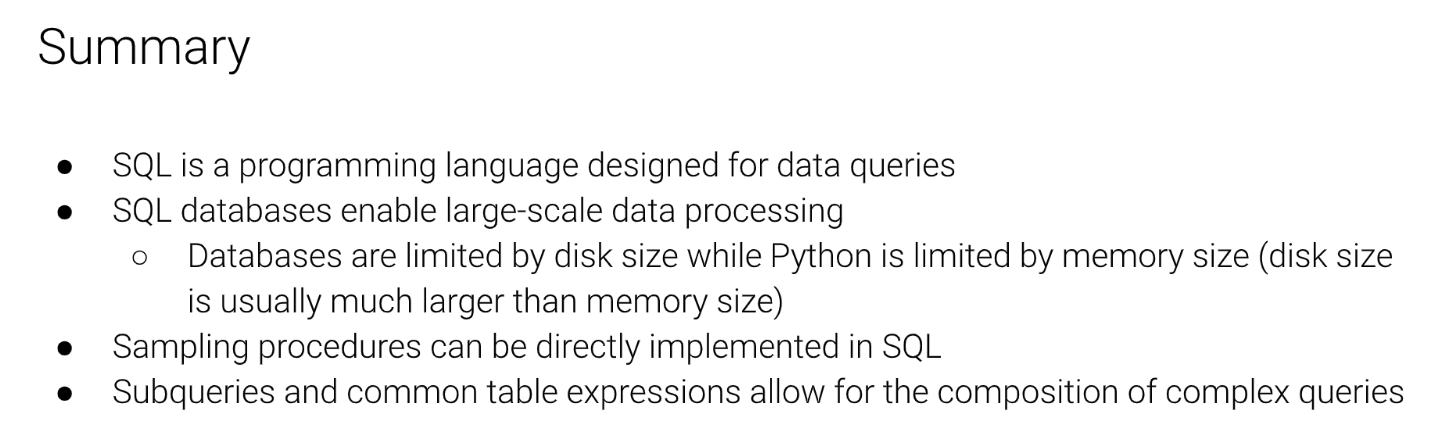 Summary
● SQL is a programming language designed for data queries
● SQL databases enable large-scale data processing
○ Databases are limited by disk size while Python is limited by memory size (disk size
is usually much larger than memory size)
● Sampling procedures can be directly implemented in SQL
● Subqueries and common table expressions allow for the composition of complex queries